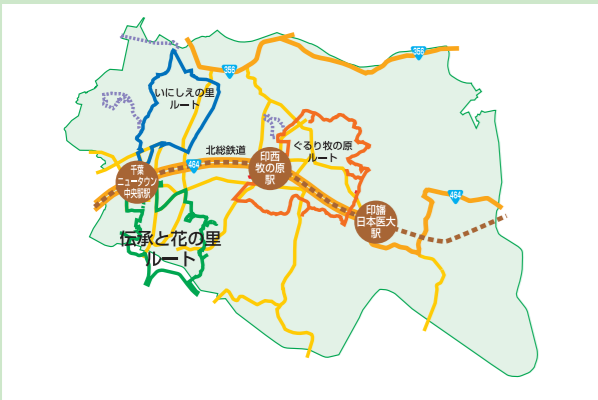 356
356
いにしえの里
ルート
北総鉄道
ぐるり牧の原
ルート
464
千葉
ニュータウン
中央駅駅
印西
牧の原
駅
464
印旛
日本医大
駅
伝承と花の里
ルート